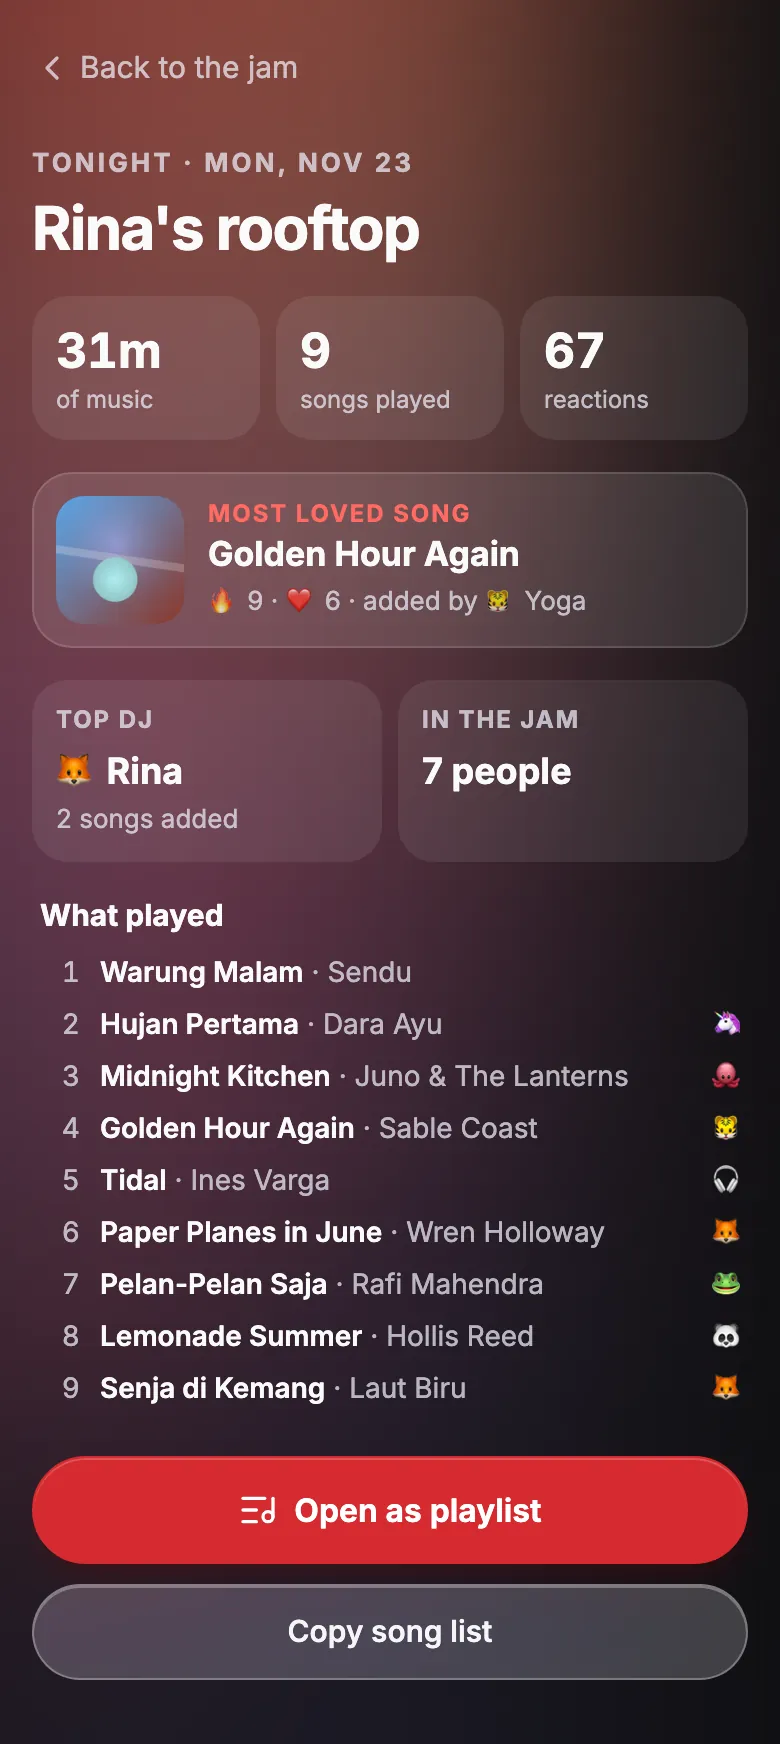 Back to the jam
TONIGHT · MON, NOV 23
Rina's rooftop
31m
of music
9
songs played
67
reactions
MOST LOVED SONG
Golden Hour Again
🔥 9 · ❤️ 6 · added by 🐯 Yoga
TOP DJ
🦊 Rina
2 songs added
IN THE JAM
7 people
What played
1 Warung Malam · Sendu
2 Hujan Pertama · Dara Ayu 🦄
3 Midnight Kitchen · Juno & The Lanterns 🐙
4 Golden Hour Again · Sable Coast 🐯
5 Tidal · Ines Varga 🎧
6 Paper Planes in June · Wren Holloway 🦊
7 Pelan-Pelan Saja · Rafi Mahendra 🐸
8 Lemonade Summer · Hollis Reed 🐼
9 Senja di Kemang · Laut Biru 🦊
Open as playlist
Copy song list